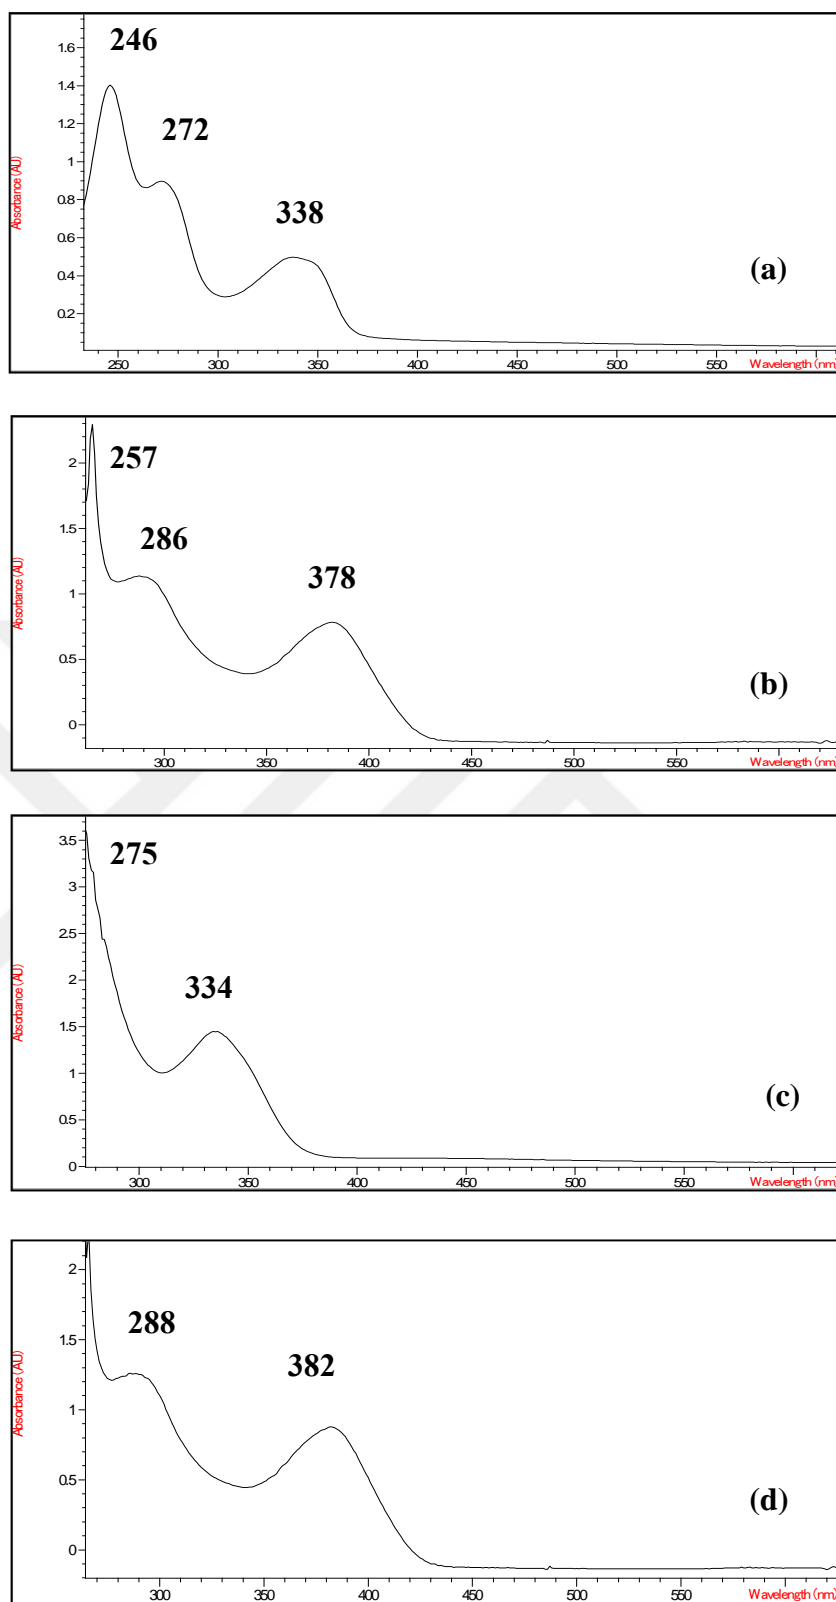 246
272
338
(a)
Absorbance (AU)
1.6
1.4
1.2
1
0.8
0.6
0.4
0.2
250 300 350 400 450 500 550
Wavelength (nm)
257
286
378
(b)
Absorbance (AU)
2
1.5
1
0.5
0
300 350 400 450 500 550
Wavelength (nm)
275
334
(c)
Absorbance (AU)
3.5
3
2.5
2
1.5
1
0.5
0
300 350 400 450 500 550
Wavelength (nm)
288
382
(d)
Absorbance (AU)
2
1.5
1
0.5
0
300 350 400 450 500 550
Wavelength (nm)